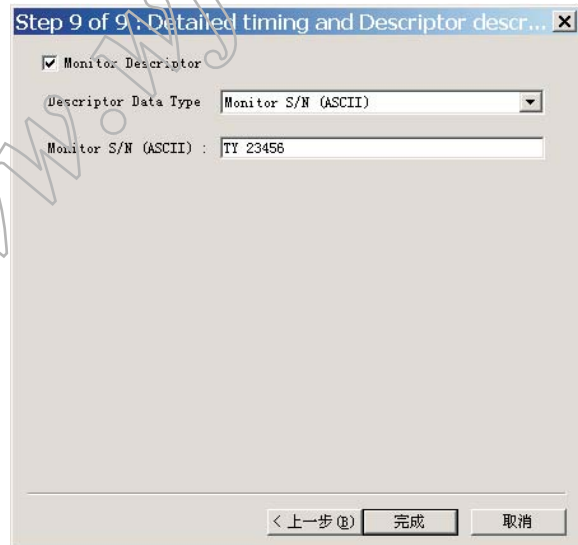 Step 9 of 9 : Detailed timing and Descriptor descr...
Monitor Descriptor
Descriptor Data Type Monitor S/N (ASCII)
Monitor S/N (ASCII) : TY 23456
< 上一步(B) 完成 取消